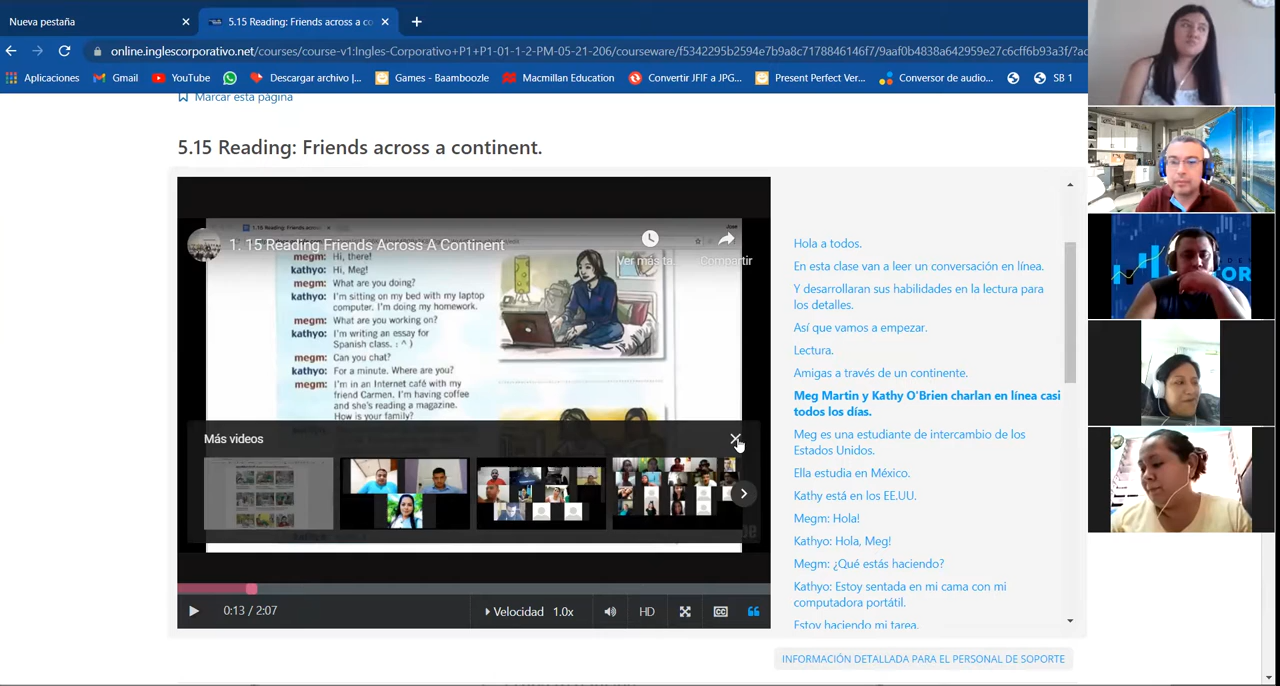 Nueva pestaña
5.15 Reading: Friends across a co
online.inglescorporativo.net/courses/course-v1:Ingles-Corporativo+P1+P1-01-1-2-PM-05-21-206/courseware/f5342295b2594e7b9a8c7178846146f7/9aaf0b4838a642959e27c6cff6b93a3f/?ac
Aplicaciones Gmail YouTube Descargar archivo |... Games - Baamboozle Macmillan Education Convertir JFIF a JPG... Present Perfect Ver... Conversor de audio... SB 1
Marcar esta página
5.15 Reading: Friends across a continent.
1. 15 Reading Friends Across A Continent
Ver más ta...
Compartir
megm: Hi, there!
kathyo: Hi, Meg!
megm: What are you doing?
kathyo: I'm sitting on my bed with my laptop
computer. I'm doing my homework.
megm: What are you working on?
kathyo: I'm writing an essay for
Spanish class. : ^ )
megm: Can you chat?
kathyo: For a minute. Where are you?
megm: I'm in an Internet café with my
friend Carmen. I'm having coffee
and she's reading a magazine.
How is your family?
Más videos
0:13 / 2:07
Velocidad 1.0x
HD
Hola a todos.
En esta clase van a leer un conversación en línea.
Y desarrollaran sus habilidades en la lectura para
los detalles.
Así que vamos a empezar.
Lectura.
Amigas a través de un continente.
Meg Martin y Kathy O'Brien charlan en línea casi
todos los días.
Meg es una estudiante de intercambio de los
Estados Unidos.
Ella estudia en México.
Kathy está en los EE.UU.
Megm: Hola!
Kathyo: Hola, Meg!
Megm: ¿Qué estás haciendo?
Kathyo: Estoy sentada en mi cama con mi
computadora portátil.
Estoy haciendo mi tarea.
INFORMACIÓN DETALLADA PARA EL PERSONAL DE SOPORTE